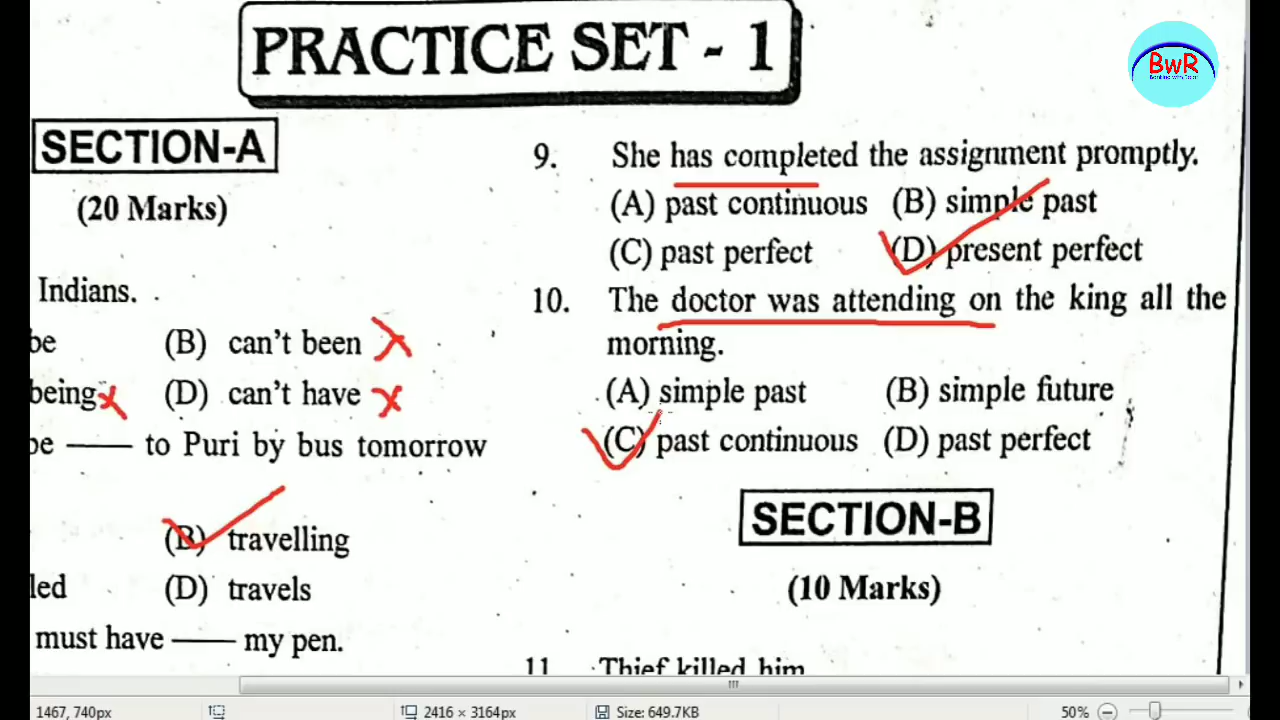 PRACTICE SET - 1
BwR
SECTION-A
(20 Marks)
Indians.
be (B) can't been
being (D) can't have
be —— to Puri by bus tomorrow
(B) travelling
led (D) travels
must have —— my pen.
9. She has completed the assignment promptly.
(A) past continuous (B) simple past
(C) past perfect (D) present perfect
10. The doctor was attending on the king all the
morning.
(A) simple past (B) simple future
(C) past continuous (D) past perfect
SECTION-B
(10 Marks)
11 Thief killed him
1467, 740px 2416 × 3164px Size: 649.7KB 50%